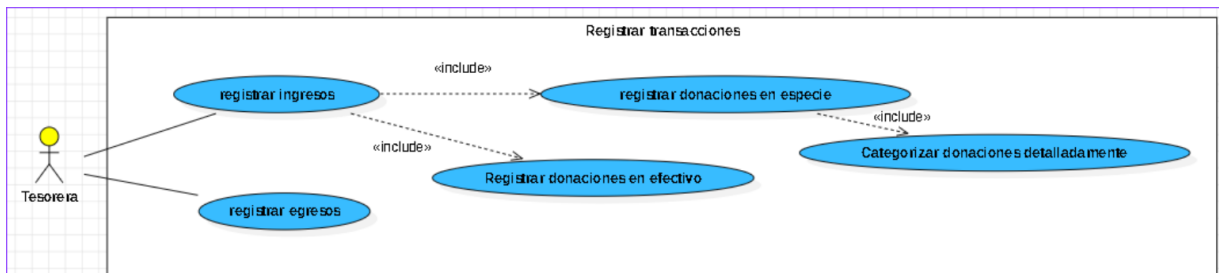 Registrar transacciones
«include»
registrar ingresos
registrar donaciones en especie
«include»
«include»
Categorizar donaciones detalladamente
Registrar donaciones en efectivo
Tesorera
registrar egresos